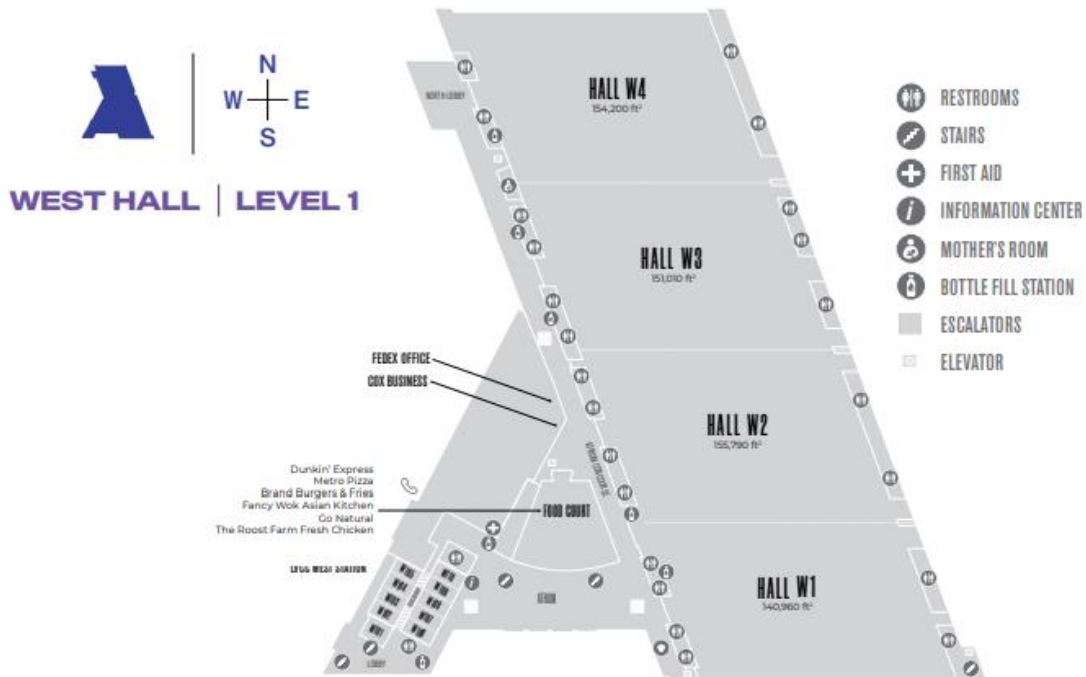 N
W E
S
WEST HALL | LEVEL 1
NORTH LOBBY
HALL W4
154,200 ft²
HALL W3
151,010 ft²
HALL W2
155,790 ft²
HALL W1
140,960 ft²
RESTROOMS
STAIRS
FIRST AID
INFORMATION CENTER
MOTHER'S ROOM
BOTTLE FILL STATION
ESCALATORS
ELEVATOR
FEDEX OFFICE
COX BUSINESS
Dunkin' Express
Metro Pizza
Brand Burgers & Fries
Fancy Wok Asian Kitchen
Go Natural
The Roost Farm Fresh Chicken
FOOD COURT
WEST STATION
ATRIUM
LOBBY